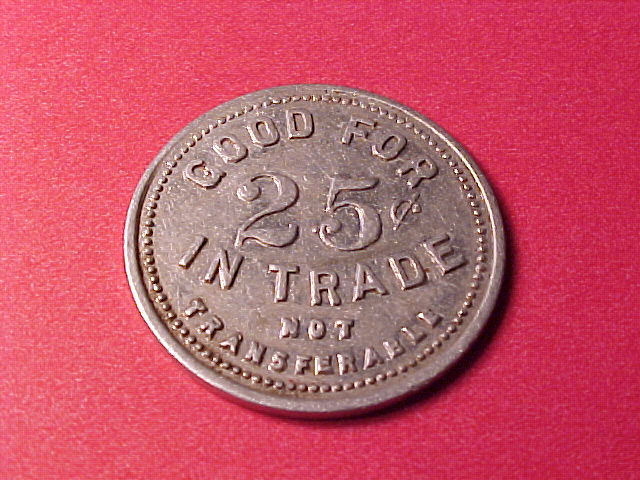 GOOD FOR
25¢
IN TRADE
NOT
TRANSFERABLE